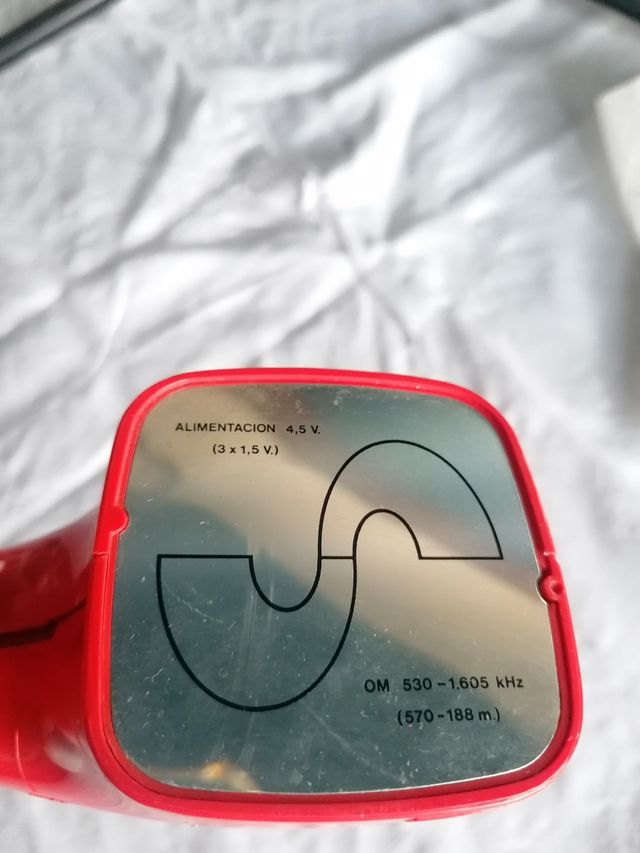 ALIMENTACION 4,5 V.
(3 x 1,5 V.)
OM 530-1.605 kHz
(570-188 m.)